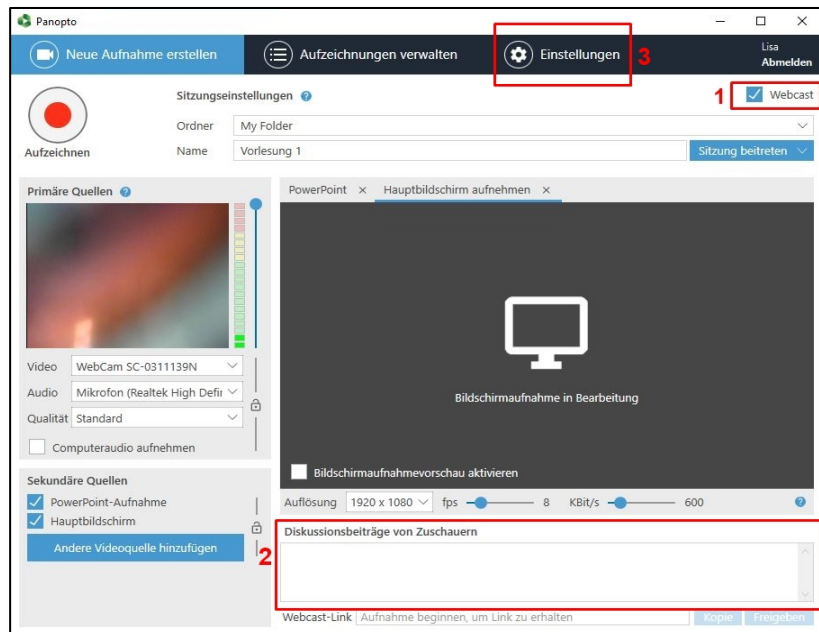 Panopto
Neue Aufnahme erstellen
Aufzeichnungen verwalten
Einstellungen
3
Lisa
Abmelden
Aufzeichnen
Sitzungseinstellungen ?
1
Webcast
Ordner My Folder
Name Vorlesung 1 Sitzung beitreten
Primäre Quellen ?
Video WebCam SC-0311139N
Audio Mikrofon (Realtek High Defir
Qualität Standard
Computeraudio aufnehmen
Sekundäre Quellen
PowerPoint-Aufnahme
Hauptbildschirm
Andere Videoquelle hinzufügen
PowerPoint × Hauptbildschirm aufnehmen ×
Bildschirmaufnahme in Bearbeitung
Bildschirmaufnahmevorschau aktivieren
Auflösung 1920 x 1080 fps 8 KBit/s 600 ?
2
Diskussionsbeiträge von Zuschauern
Webcast-Link Aufnahme beginnen, um Link zu erhalten Kopie Freigeben